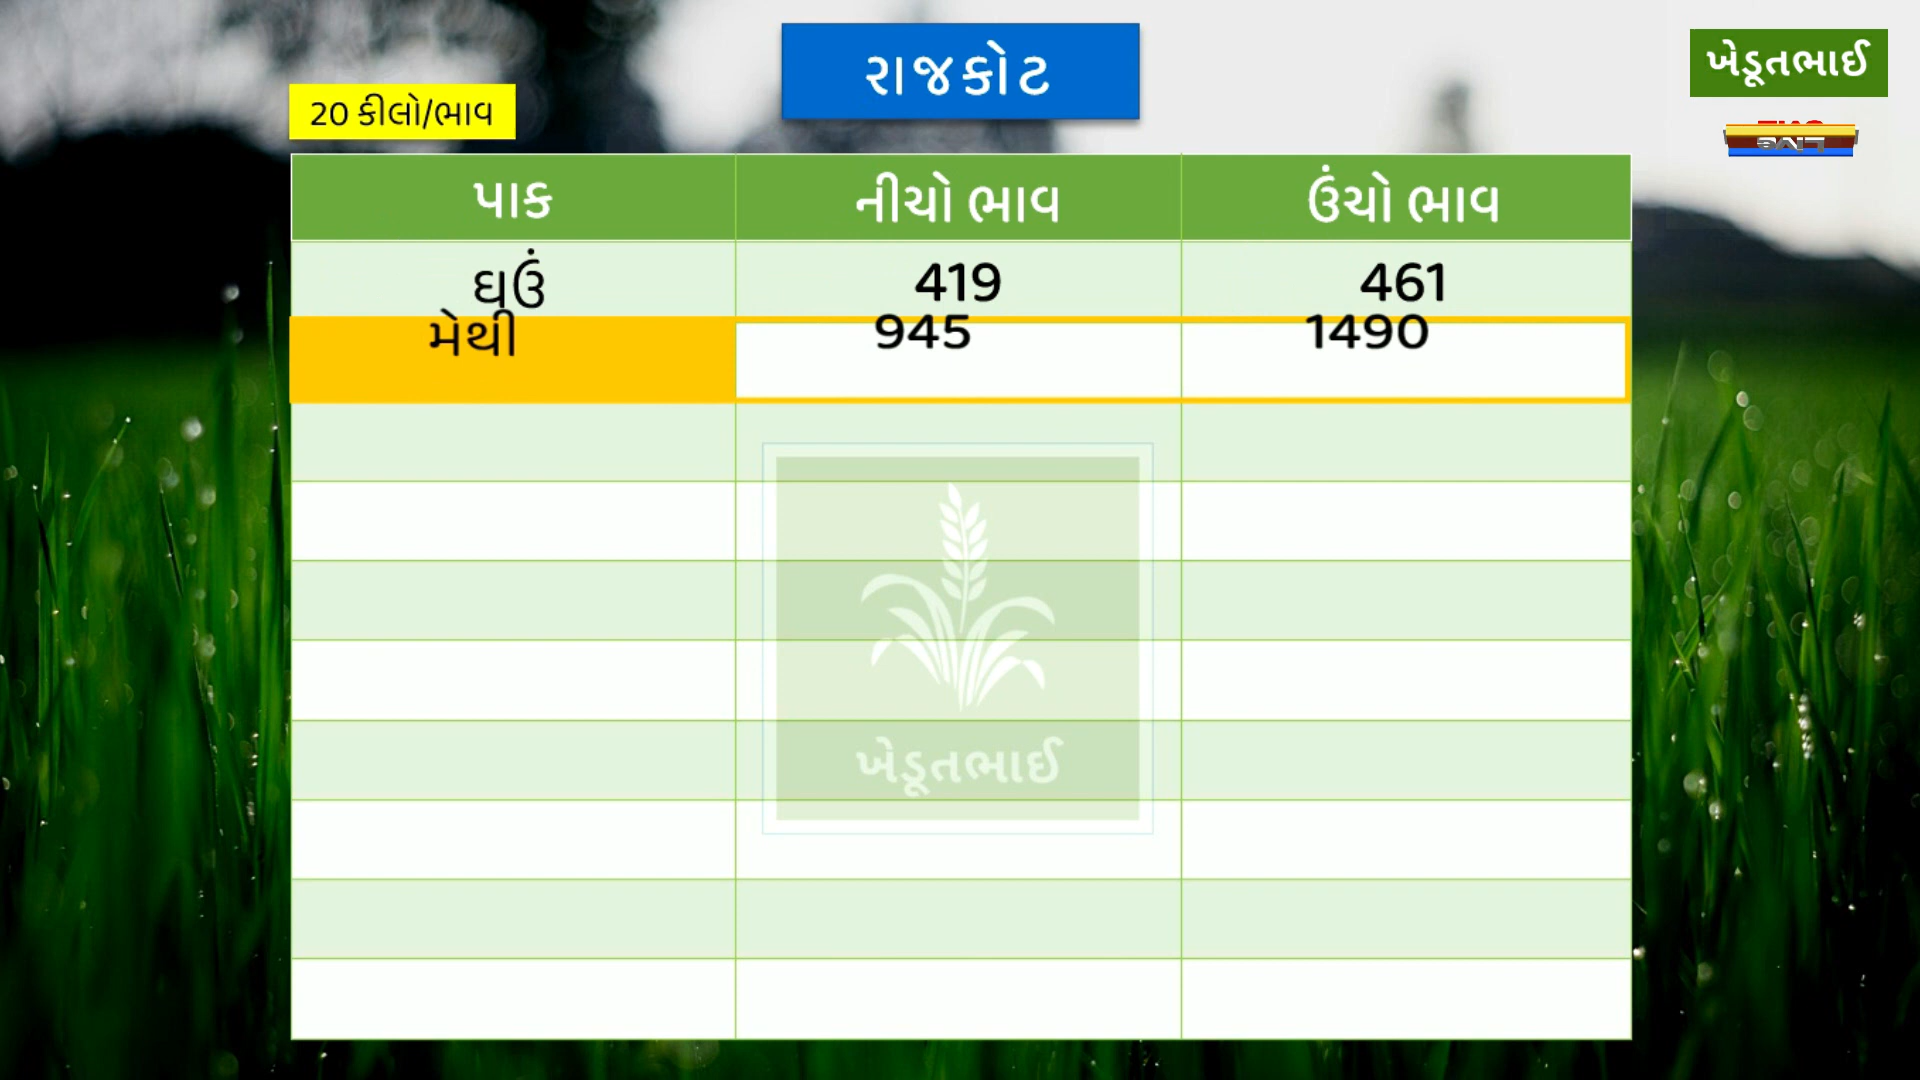 રાજકોટ
ખેડૂતભાઈ
20 કીલો/ભાવ
પાક નીચો ભાવ ઉંચો ભાવ
ઘઉં 419 461
મેથી 945 1490
ખેડૂતભાઈ